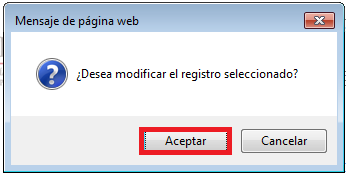 Mensaje de página web
¿Desea modificar el registro seleccionado?
Aceptar
Cancelar